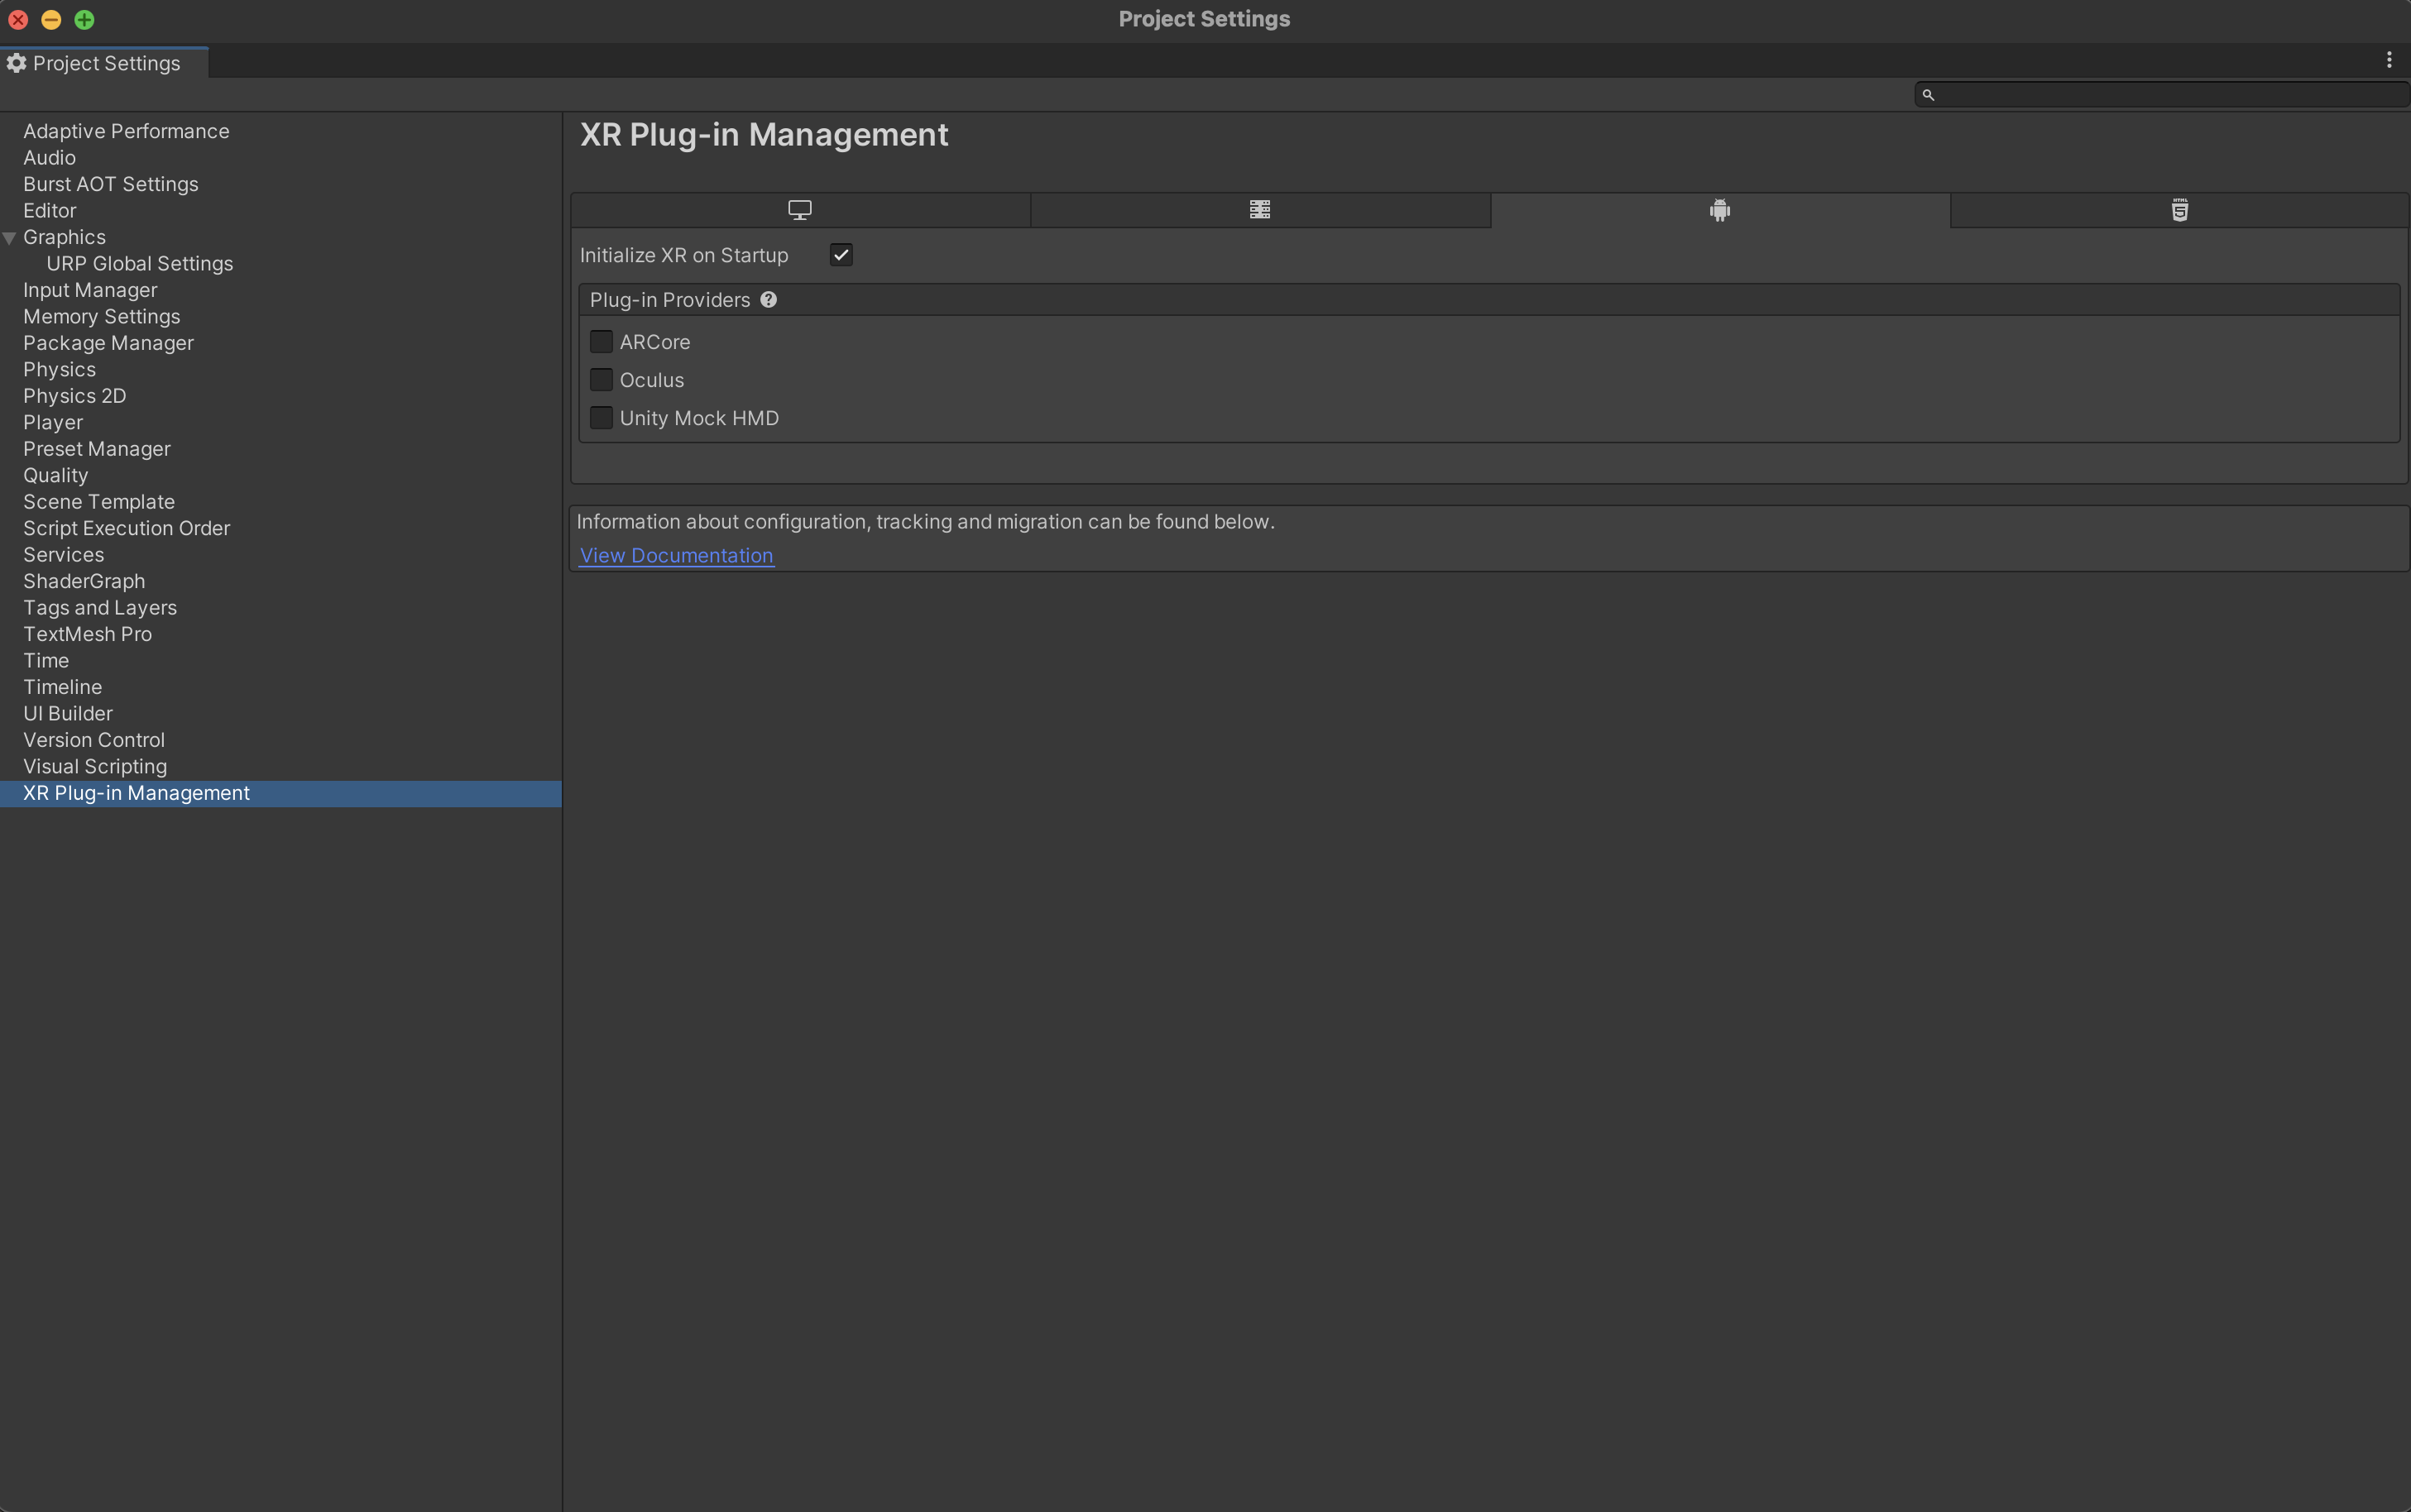 Project Settings
Project Settings
Adaptive Performance
Audio
Burst AOT Settings
Editor
Graphics
URP Global Settings
Input Manager
Memory Settings
Package Manager
Physics
Physics 2D
Player
Preset Manager
Quality
Scene Template
Script Execution Order
Services
ShaderGraph
Tags and Layers
TextMesh Pro
Time
Timeline
UI Builder
Version Control
Visual Scripting
XR Plug-in Management
XR Plug-in Management
HTML
5
Initialize XR on Startup
Plug-in Providers ?
ARCore
Oculus
Unity Mock HMD
Information about configuration, tracking and migration can be found below.
View Documentation